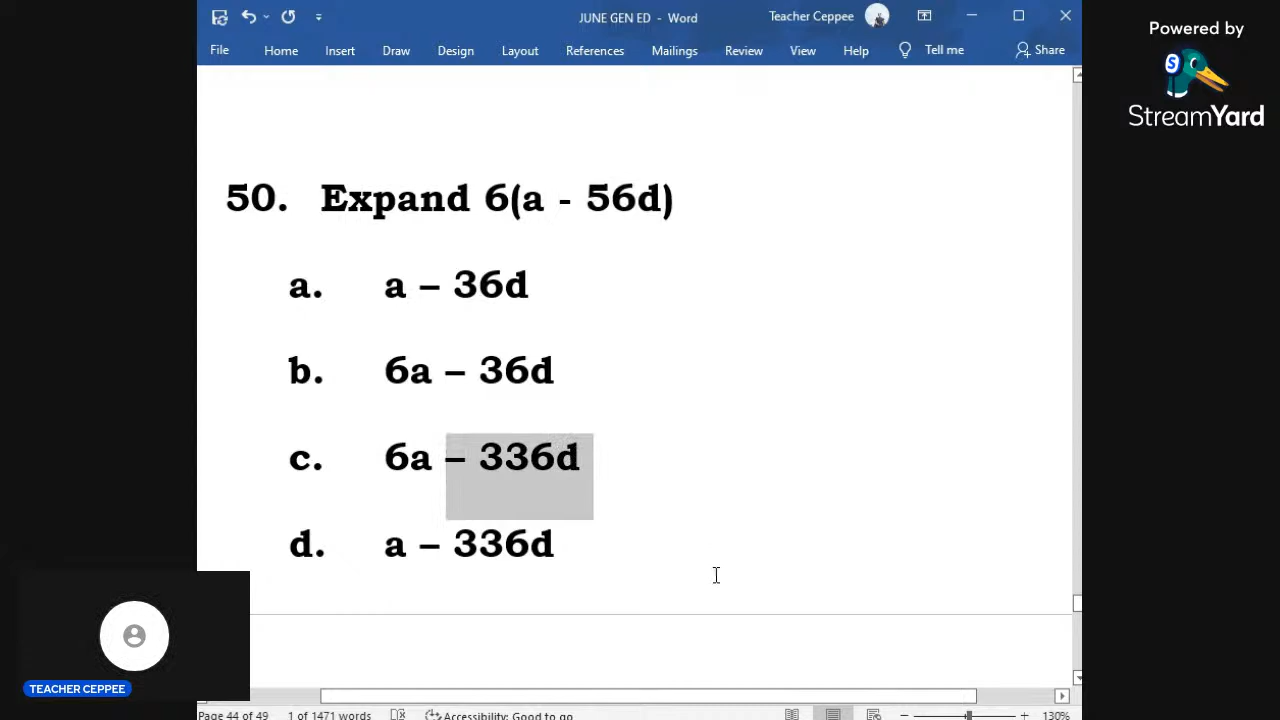 JUNE GEN ED - Word
Teacher Ceppee
File Home Insert Draw Design Layout References Mailings Review View Help Tell me Share
Powered by
S
StreamYard
50. Expand 6(a - 56d)
a. a – 36d
b. 6a – 36d
c. 6a – 336d
d. a – 336d
TEACHER CEPPEE
Page 44 of 49 1 of 1471 words Accessibility: Good to go 130%